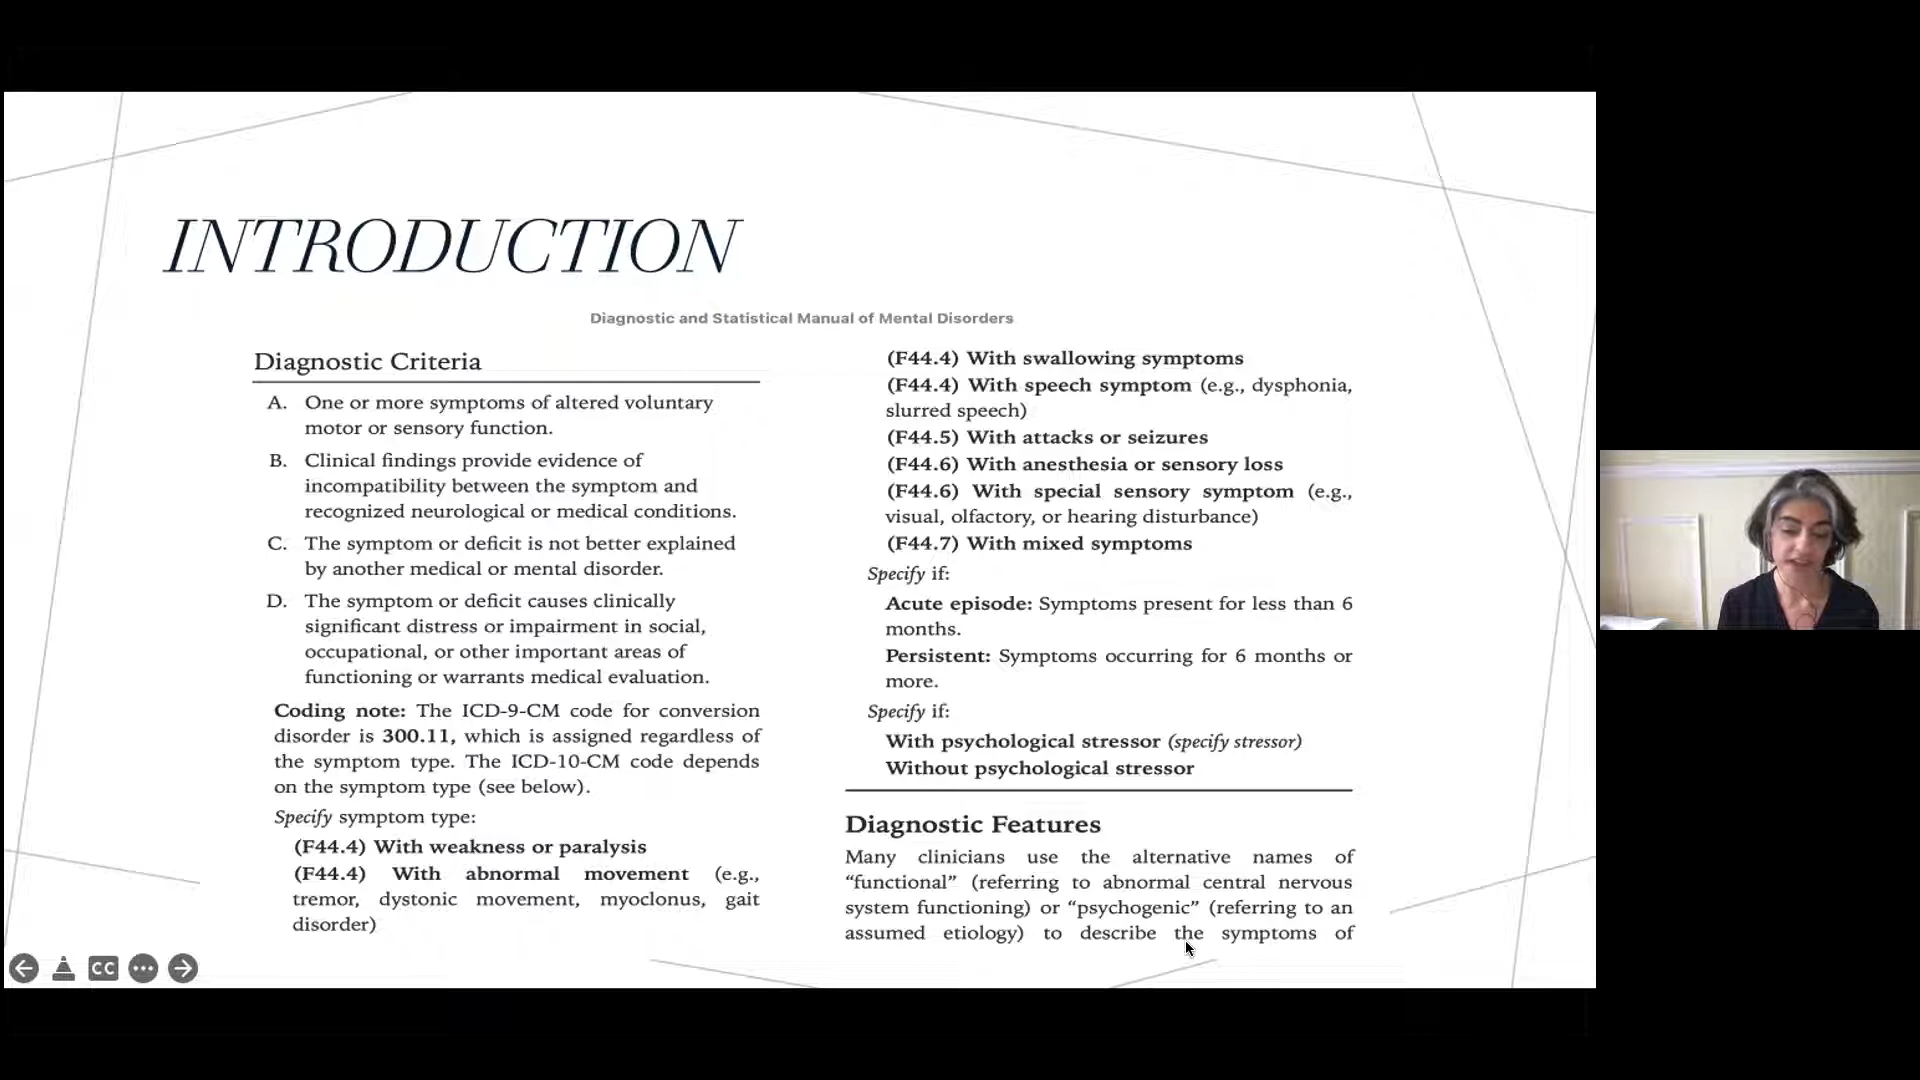 INTRODUCTION
Diagnostic and Statistical Manual of Mental Disorders
Diagnostic Criteria
A. One or more symptoms of altered voluntary
motor or sensory function.
B. Clinical findings provide evidence of
incompatibility between the symptom and
recognized neurological or medical conditions.
C. The symptom or deficit is not better explained
by another medical or mental disorder.
D. The symptom or deficit causes clinically
significant distress or impairment in social,
occupational, or other important areas of
functioning or warrants medical evaluation.
Coding note: The ICD-9-CM code for conversion
disorder is 300.11, which is assigned regardless of
the symptom type. The ICD-10-CM code depends
on the symptom type (see below).
Specify symptom type:
(F44.4) With weakness or paralysis
(F44.4) With abnormal movement (e.g.,
tremor, dystonic movement, myoclonus, gait
disorder)
(F44.4) With swallowing symptoms
(F44.4) With speech symptom (e.g., dysphonia,
slurred speech)
(F44.5) With attacks or seizures
(F44.6) With anesthesia or sensory loss
(F44.6) With special sensory symptom (e.g.,
visual, olfactory, or hearing disturbance)
(F44.7) With mixed symptoms
Specify if:
Acute episode: Symptoms present for less than 6
months.
Persistent: Symptoms occurring for 6 months or
more.
Specify if:
With psychological stressor (specify stressor)
Without psychological stressor
Diagnostic Features
Many clinicians use the alternative names of
“functional” (referring to abnormal central nervous
system functioning) or “psychogenic” (referring to an
assumed etiology) to describe the symptoms of
CC